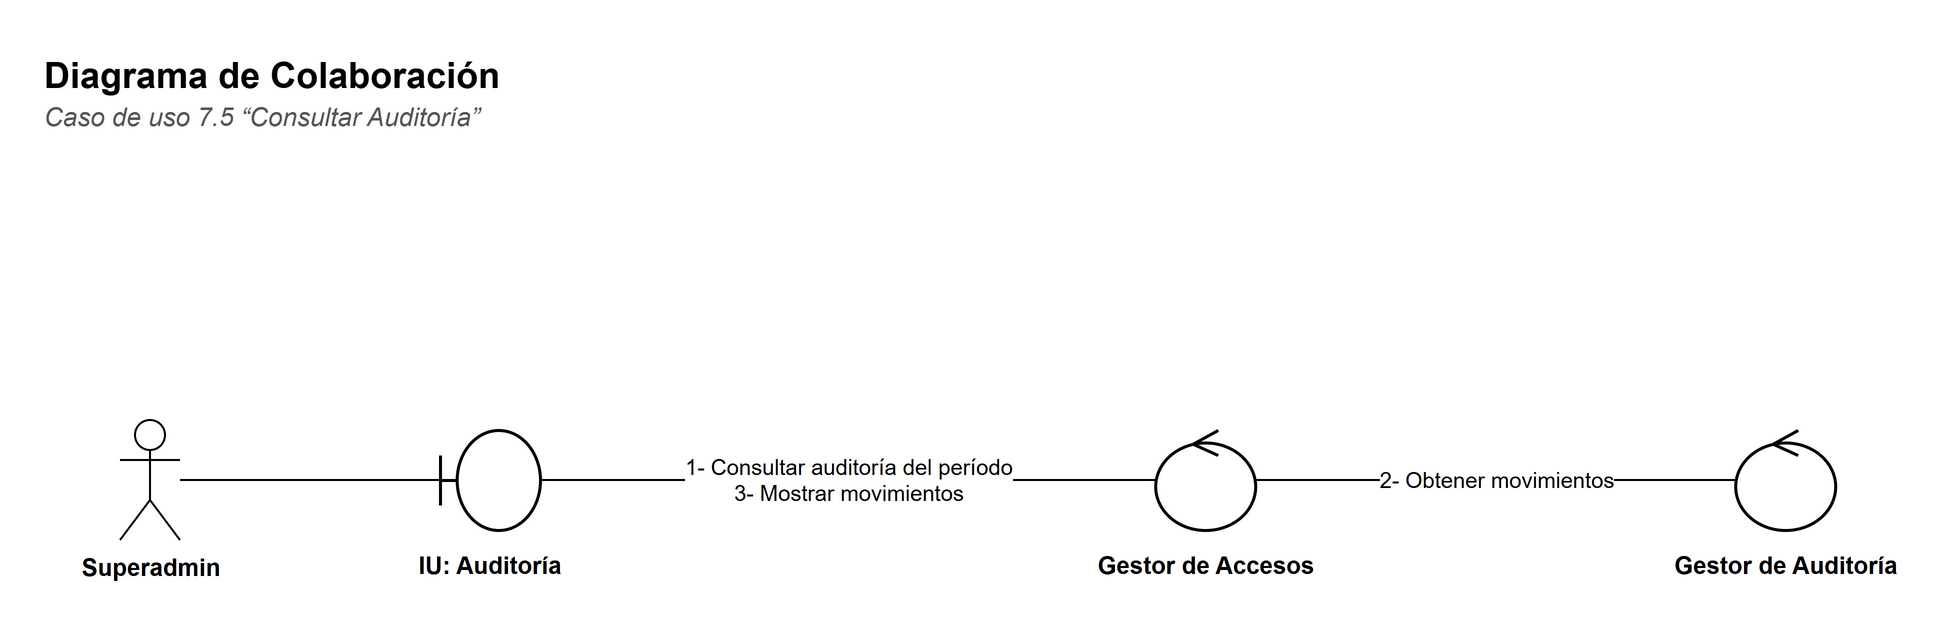 Diagrama de Colaboración
Caso de uso 7.5 “Consultar Auditoría”
1- Consultar auditoría del período
3- Mostrar movimientos
2- Obtener movimientos
Superadmin
IU: Auditoría
Gestor de Accesos
Gestor de Auditoría